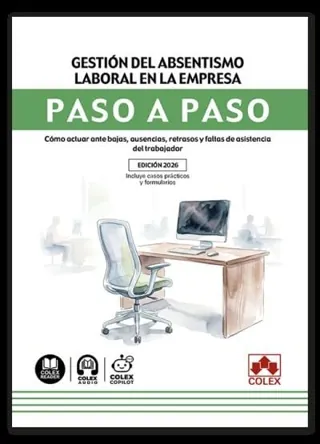 GESTIÓN DEL ABSENTISMO
LABORAL EN LA EMPRESA
PASO A PASO
Cómo actuar ante bajas, ausencias, retrasos y faltas de asistencia
del trabajador
EDICIÓN 2026
Incluye casos prácticos
y formularios
COLEX
READER
COLEX
AUDIO
COLEX
COPILOT
COLEX